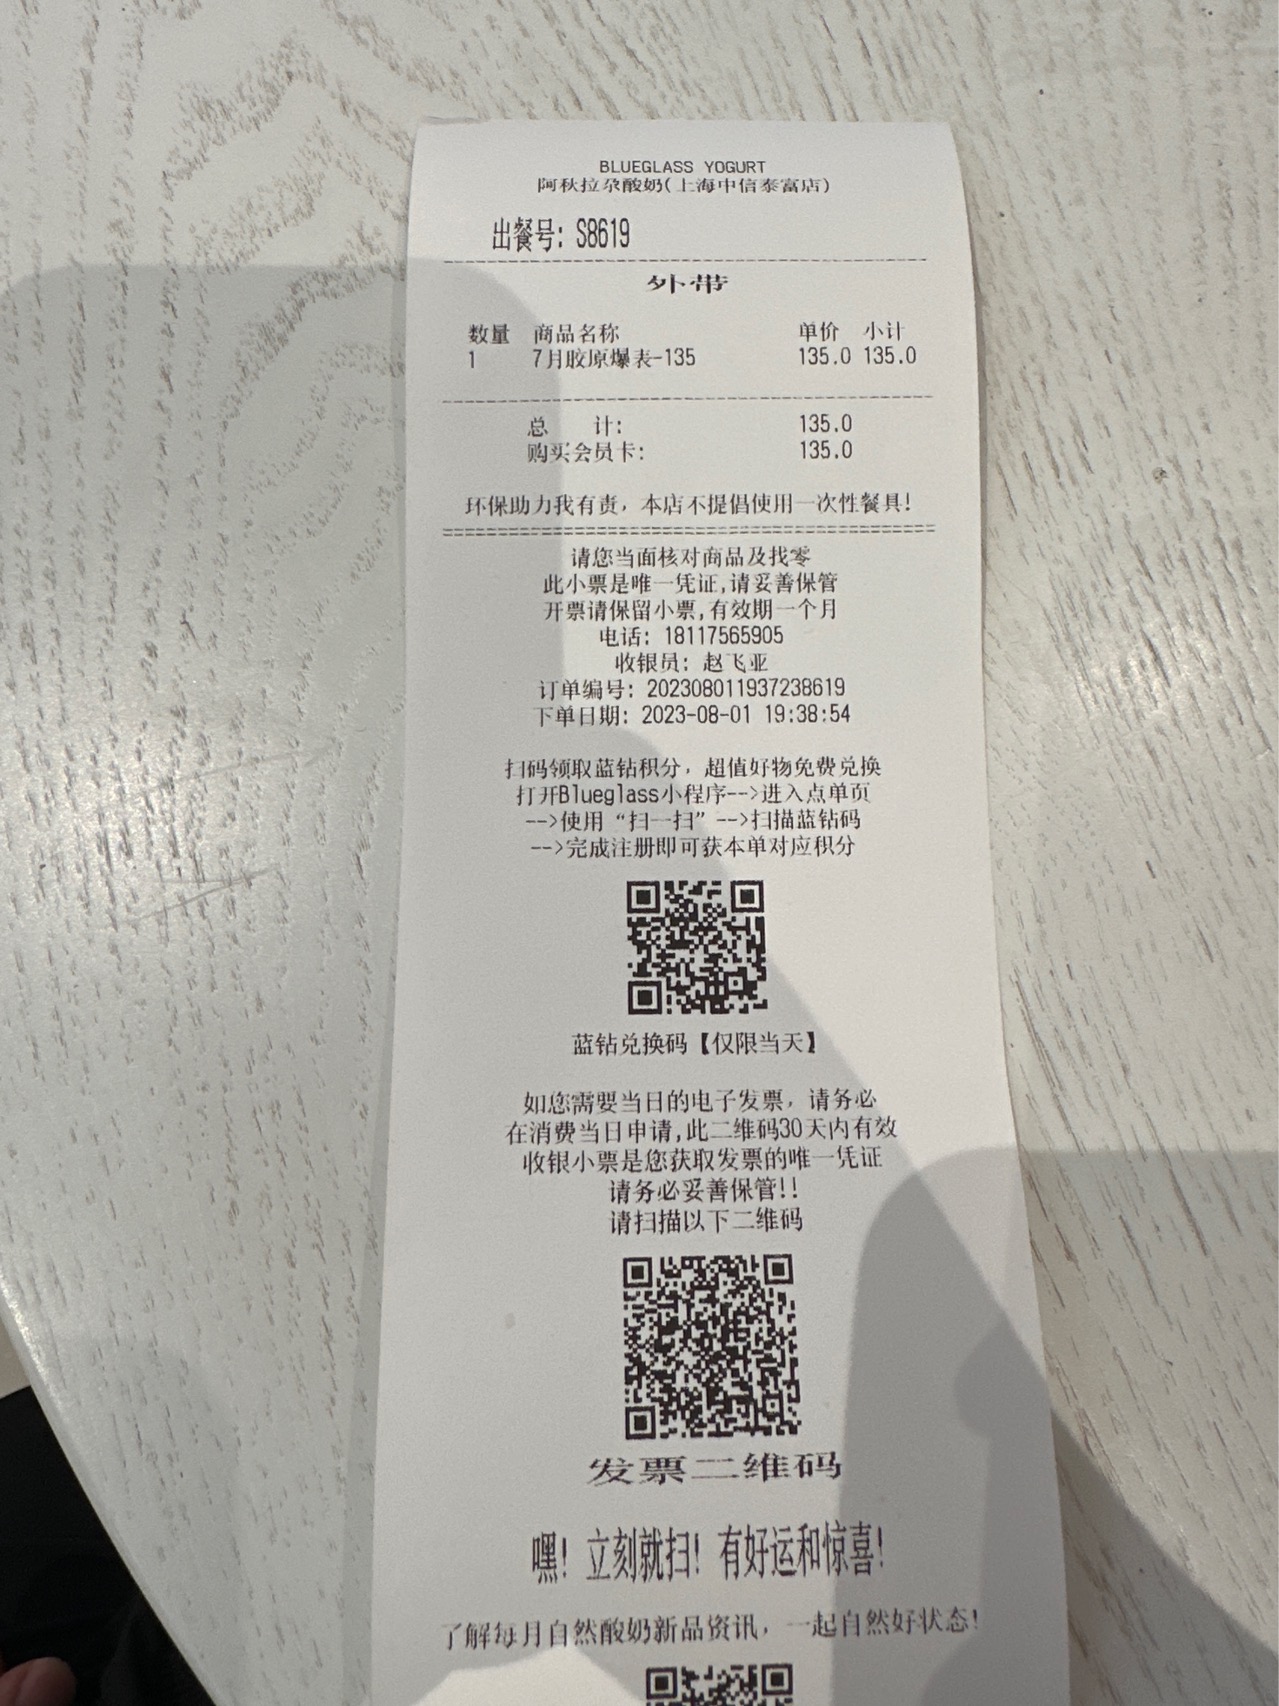 BLUEGLASS YOGURT
阿秋拉尕酸奶(上海中信泰富店)
出餐号: S8619
外带
数量 商品名称 单价 小计
1 7月胶原爆表-135 135.0 135.0
总 计: 135.0
购买会员卡: 135.0
环保助力我有责，本店不提倡使用一次性餐具!
请您当面核对商品及找零
此小票是唯一凭证,请妥善保管
开票请保留小票,有效期一个月
电话: 18117565905
收银员: 赵飞亚
订单编号: 202308011937238619
下单日期: 2023-08-01 19:38:54
扫码领取蓝钻积分，超值好物免费兑换
打开Blueglass小程序-->进入点单页
-->使用“扫一扫”-->扫描蓝钻码
-->完成注册即可获本单对应积分
蓝钻兑换码【仅限当天】
如您需要当日的电子发票，请务必
在消费当日申请,此二维码30天内有效
收银小票是您获取发票的唯一凭证
请务必妥善保管!!
请扫描以下二维码
发票二维码
嘿! 立刻就扫! 有好运和惊喜!
了解每月自然酸奶新品资讯，一起自然好状态!